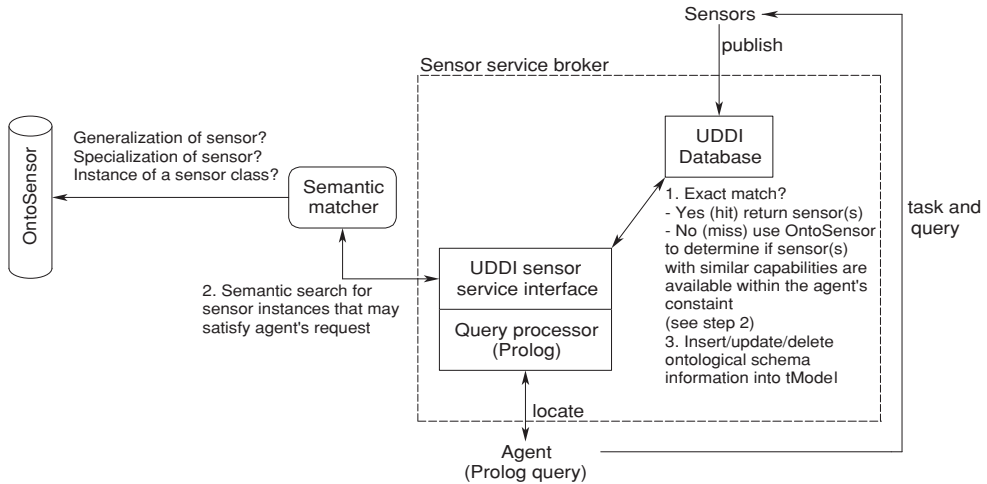 Sensors
publish
Sensor service broker
OntoSensor
Generalization of sensor?
Specialization of sensor?
Instance of a sensor class?
Semantic
matcher
UDDI
Database
1. Exact match?
- Yes (hit) return sensor(s)
- No (miss) use OntoSensor
to determine if sensor(s)
with similar capabilities are
available within the agent's
constaint
(see step 2)
3. Insert/update/delete
ontological schema
information into tModel
task and
query
2. Semantic search for
sensor instances that may
satisfy agent's request
UDDI sensor
service interface
Query processor
(Prolog)
locate
Agent
(Prolog query)